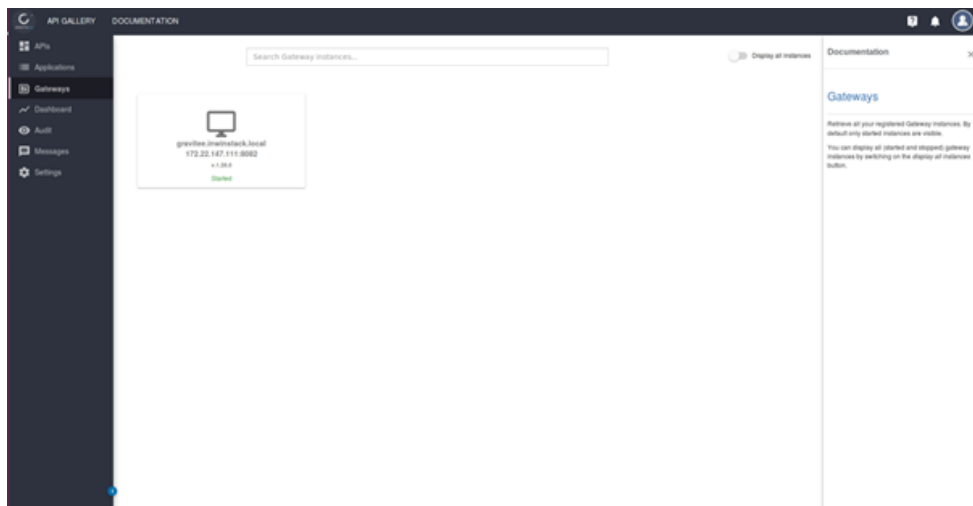 API GALLERY
DOCUMENTATION
APIs
Applications
Gateways
Dashboard
Audit
Messages
Settings
Search Gateway instances...
Display all instances
gravitee.inwinstack.local
172.22.147.111:8082
Started
Documentation
Gateways
Retrieve all your registered Gateway instances. By
default only started instances are visible.
You can display all (started and stopped) gateway
instances by switching on the display all instances
button.